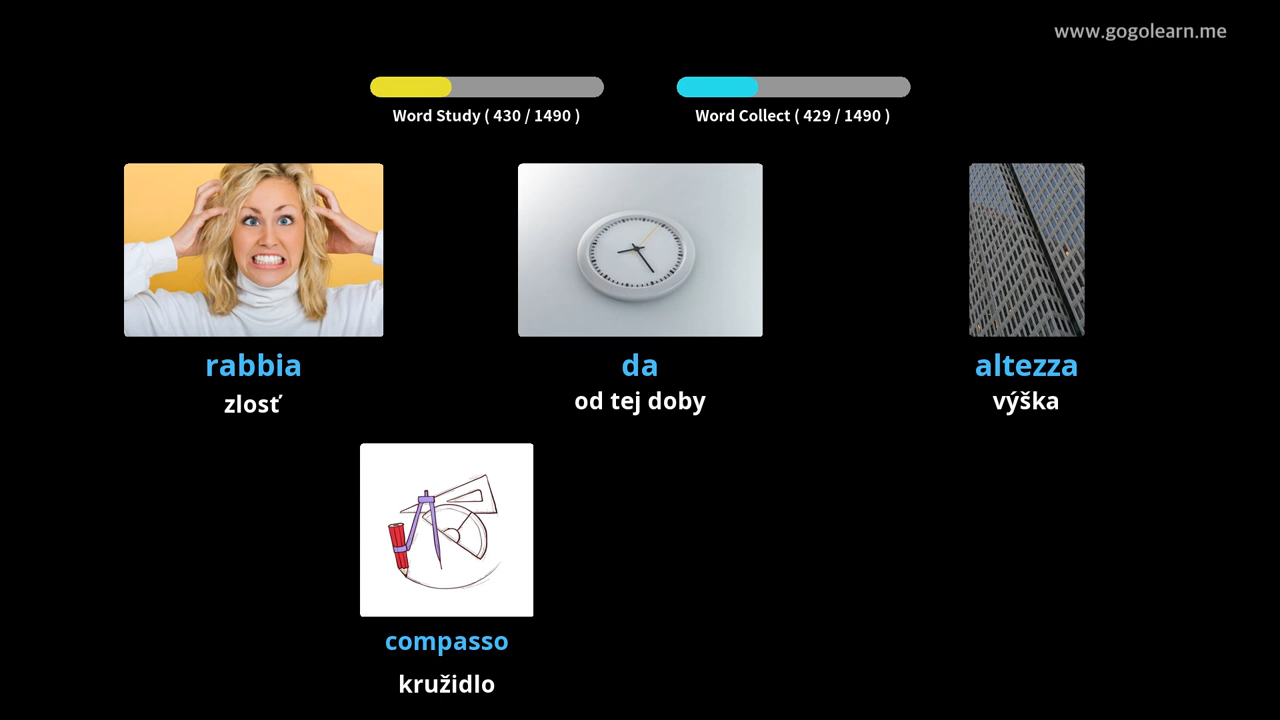 www.gogolearn.me
Word Study ( 430 / 1490 )
Word Collect ( 429 / 1490 )
rabbia
zlosť
da
od tej doby
altezza
výška
compasso
kružidlo